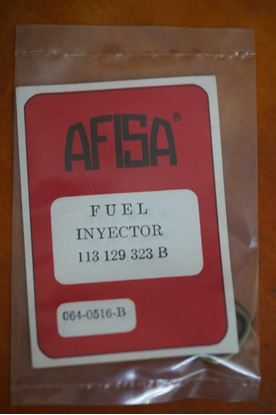 AFISA®
FUEL
INYECTOR
113 129 323 B
064-0516-B